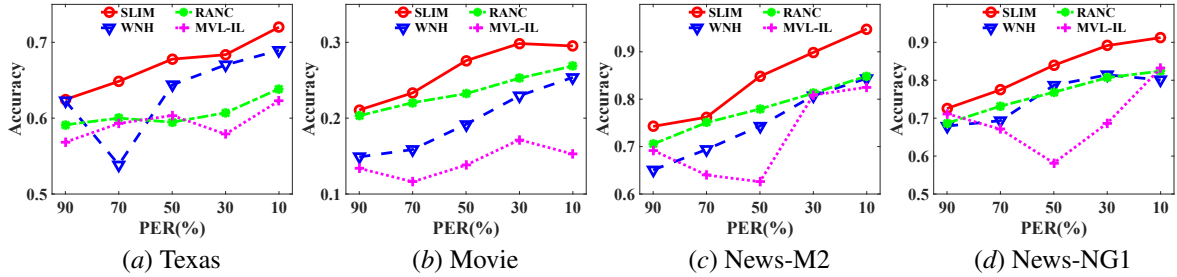 SLIM RANC
WNH MVL-IL
Accuracy
0.7
0.6
0.5
90 70 50 30 10
PER(%)
(a) Texas
SLIM RANC
WNH MVL-IL
Accuracy
0.3
0.2
0.1
90 70 50 30 10
PER(%)
(b) Movie
SLIM RANC
WNH MVL-IL
Accuracy
0.9
0.8
0.7
0.6
90 70 50 30 10
PER(%)
(c) News-M2
SLIM RANC
WNH MVL-IL
Accuracy
0.9
0.8
0.7
0.6
0.5
90 70 50 30 10
PER(%)
(d) News-NG1